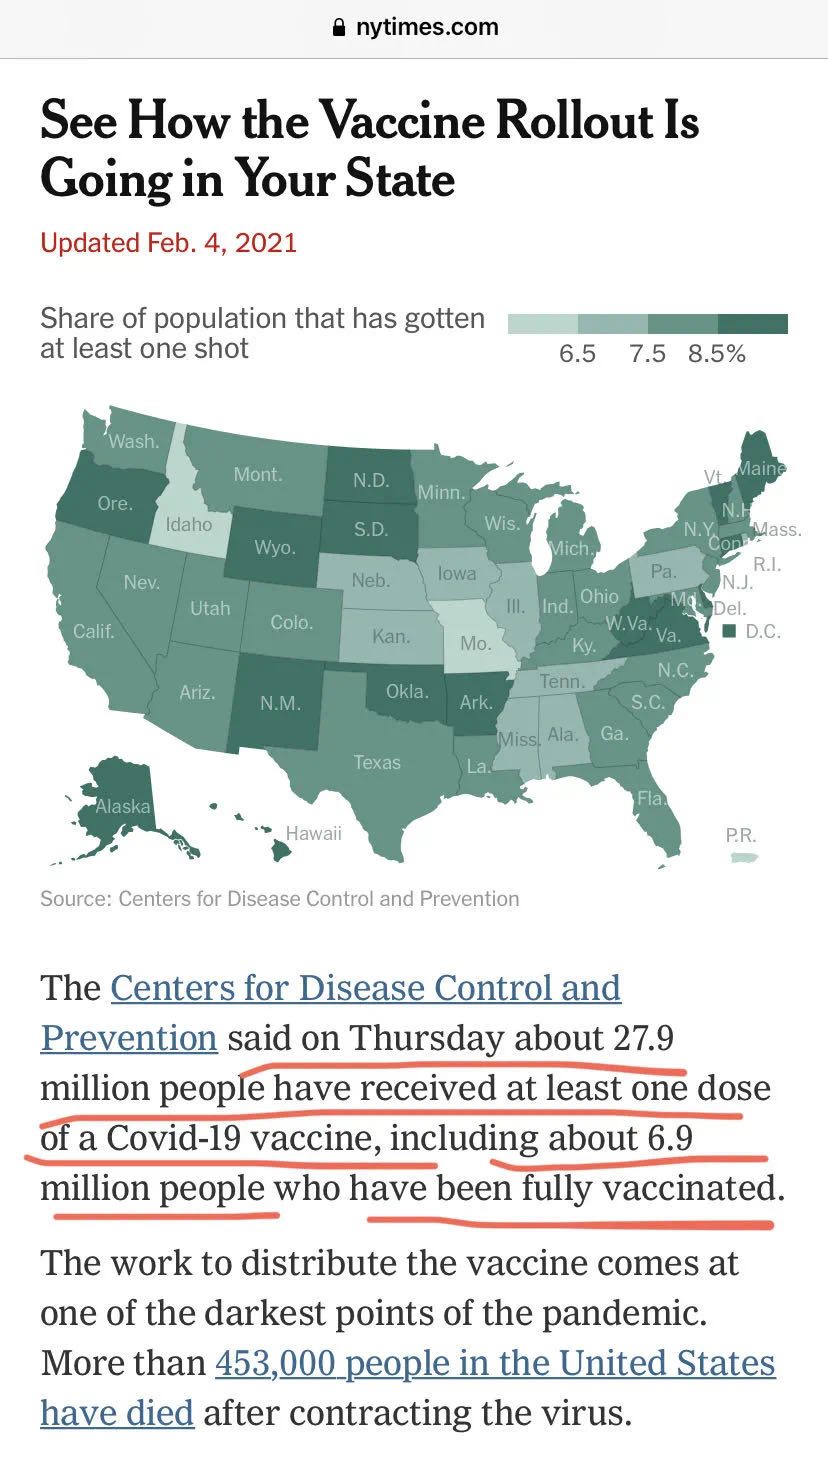 nytimes.com
See How the Vaccine Rollout Is
Going in Your State
Updated Feb. 4, 2021
Share of population that has gotten
at least one shot
6.5 7.5 8.5%
Wash.
Mont.
N.D.
Minn.
Vt.
Maine
Ore.
Idaho
S.D.
Wis.
Mich.
N.Y.
N.H
Mass.
Wyo.
Conn
R.I.
Nev.
Utah
Colo.
Neb.
Iowa
Ill.
Ind.
Ohio
Pa.
N.J.
Md.
Del.
D.C.
Calif.
Kan.
Mo.
Ky.
W.Va.
Va.
Ariz.
N.M.
Okla.
Ark.
Tenn.
N.C.
S.C.
Texas
La.
Miss.
Ala.
Ga.
Fla.
Alaska
Hawaii
P.R.
Source: Centers for Disease Control and Prevention
The Centers for Disease Control and
Prevention said on Thursday about 27.9
million people have received at least one dose
of a Covid-19 vaccine, including about 6.9
million people who have been fully vaccinated.
The work to distribute the vaccine comes at
one of the darkest points of the pandemic.
More than 453,000 people in the United States
have died after contracting the virus.